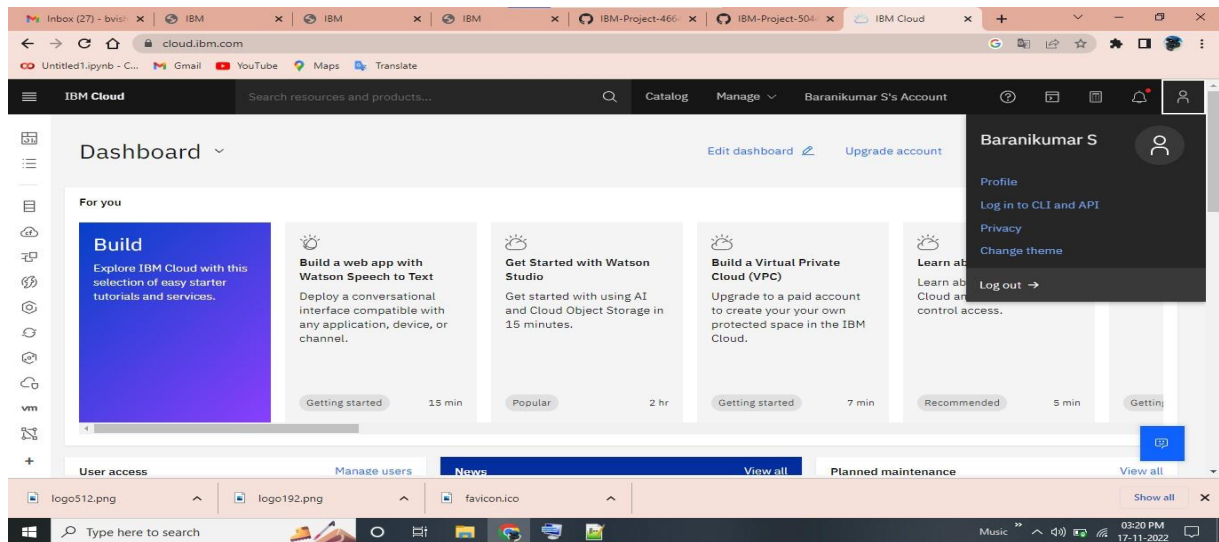 Inbox (27) - bvish
IBM
IBM
IBM
IBM-Project-466
IBM-Project-504
IBM Cloud
cloud.ibm.com
Untitled1.ipynb - C...
Gmail
YouTube
Maps
Translate
IBM Cloud
Search resources and products...
Catalog
Manage
Baranikumar S's Account
Dashboard
Edit dashboard
Upgrade account
Baranikumar S
Profile
Log in to CLI and API
Privacy
Change theme
Log out →
For you
Build
Explore IBM Cloud with this
selection of easy starter
tutorials and services.
Build a web app with
Watson Speech to Text
Deploy a conversational
interface compatible with
any application, device, or
channel.
Getting started
15 min
Get Started with Watson
Studio
Get started with using AI
and Cloud Object Storage in
15 minutes.
Popular
2 hr
Build a Virtual Private
Cloud (VPC)
Upgrade to a paid account
to create your your own
protected space in the IBM
Cloud.
Getting started
7 min
Learn ab
Learn ab
Cloud an
control access.
Recommended
5 min
Getting
vm
User access
Manage users
News
View all
Planned maintenance
View all
logo512.png
logo192.png
favicon.ico
Show all
Type here to search
Music
03:20 PM
17-11-2022